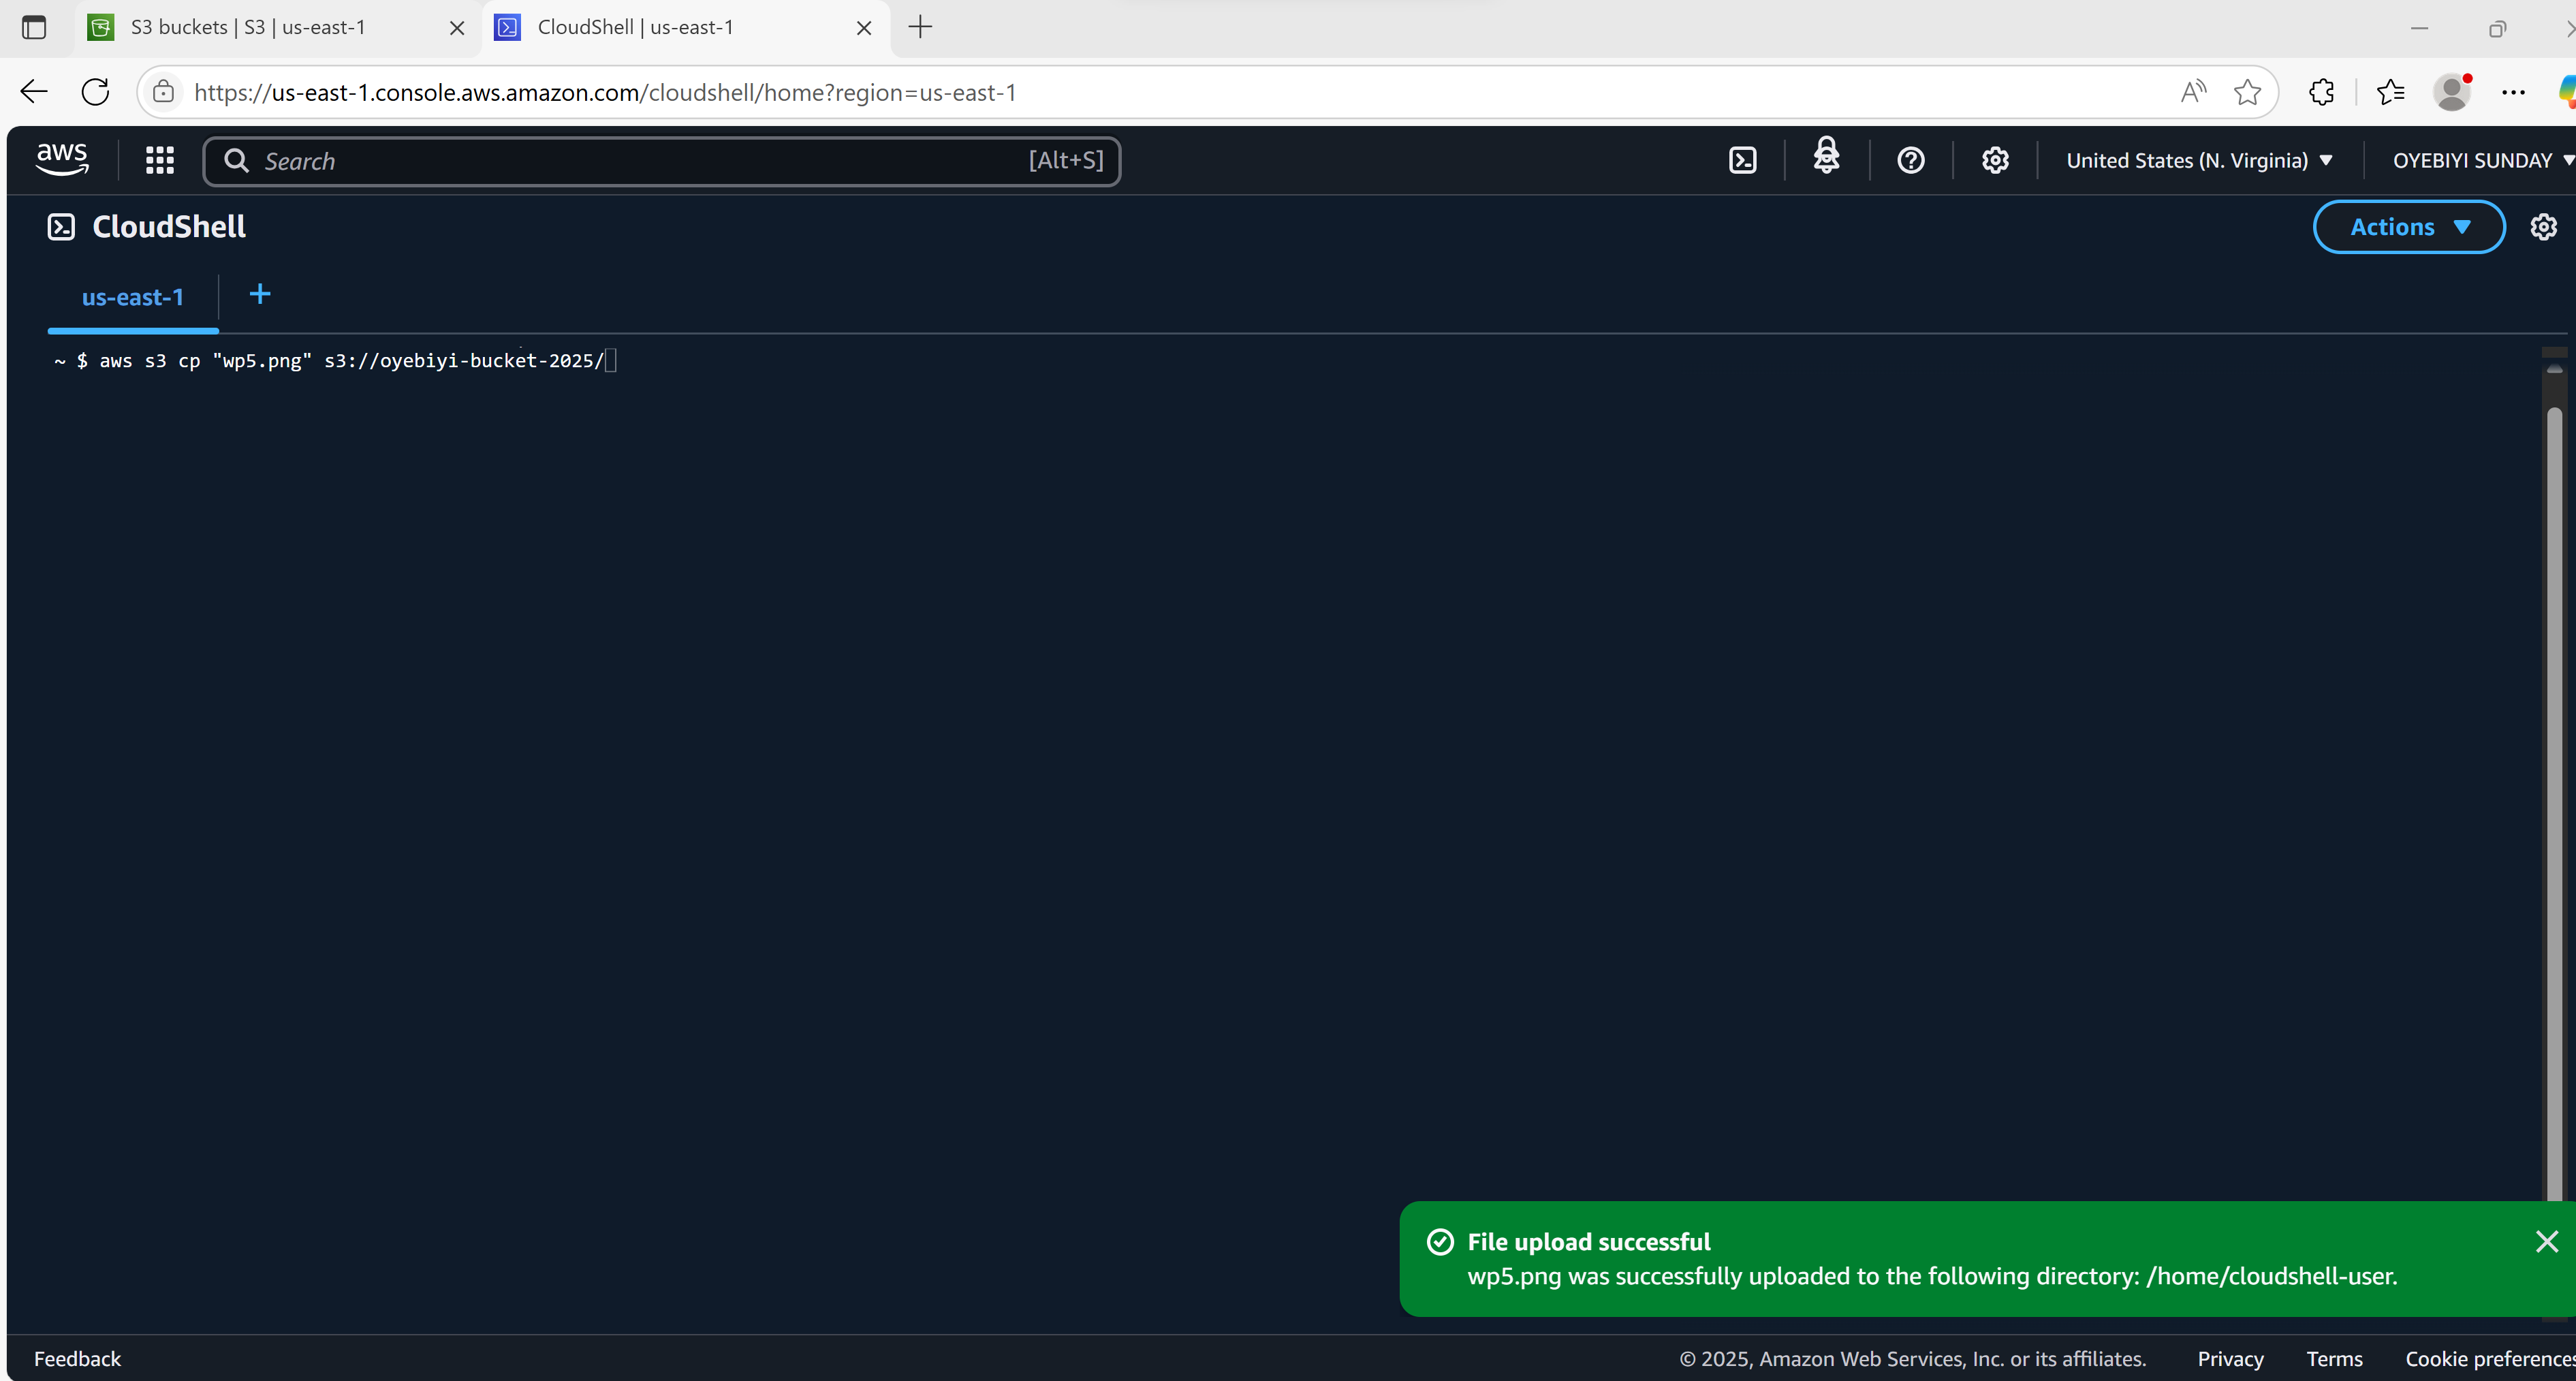 S3 buckets | S3 | us-east-1
CloudShell | us-east-1
https://us-east-1.console.aws.amazon.com/cloudshell/home?region=us-east-1
aws
Search
[Alt+S]
United States (N. Virginia)
OYEBIYI SUNDAY
CloudShell
Actions
us-east-1
~ $ aws s3 cp "wp5.png" s3://oyebiyi-bucket-2025/
File upload successful
wp5.png was successfully uploaded to the following directory: /home/cloudshell-user.
Feedback
© 2025, Amazon Web Services, Inc. or its affiliates.
Privacy
Terms
Cookie preferences